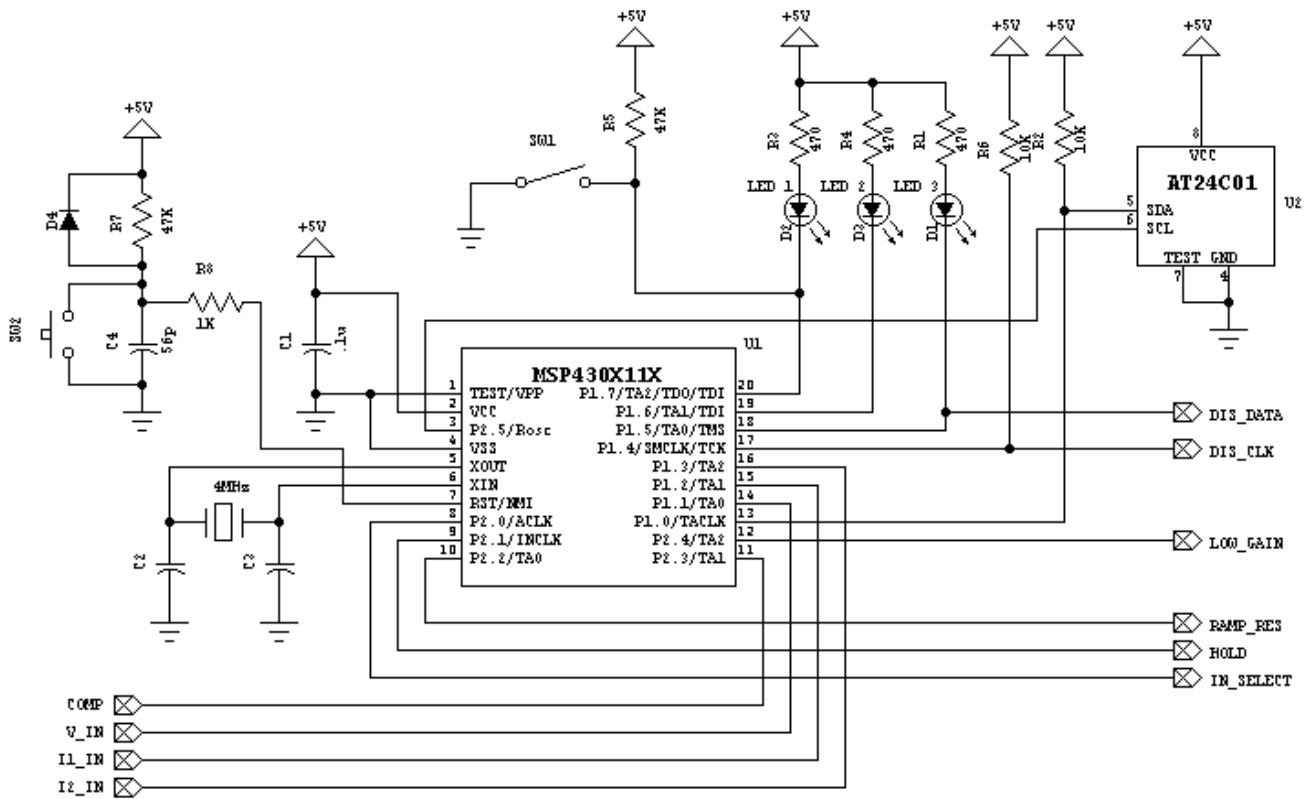 +5V
+5V
+5V
+5V
+5V
+5V
+5V
+5V
R5
47K
SW1
R3
470
R4
470
R1
470
R6
10K
R2
10K
8
VCC
AT24C01
U2
5
SDA
6
SCL
TEST GND
7
4
LED 1
LED 2
LED 3
D2
D3
D1
D4
R7
47K
R8
1K
SW2
C4
56p
C1
.1u
U1
MSP430X11X
1 TEST/VPP P1.7/TA2/TDO/TDI 20
2 VCC P1.6/TA1/TDI 19
3 P2.5/Rosc P1.5/TA0/TMS 18
4 VSS P1.4/SMCLK/TCK 17
5 XOUT P1.3/TA2 16
6 XIN P1.2/TA1 15
7 RST/NMI P1.1/TA0 14
8 P2.0/ACLK P1.0/TACLK 13
9 P2.1/INCLK P2.4/TA2 12
10 P2.2/TA0 P2.3/TA1 11
4MHz
C2
C3
DIS_DATA
DIS_CLK
LOW_GAIN
RAMP_RES
HOLD
IN_SELECT
COMP
V_IN
I1_IN
I2_IN